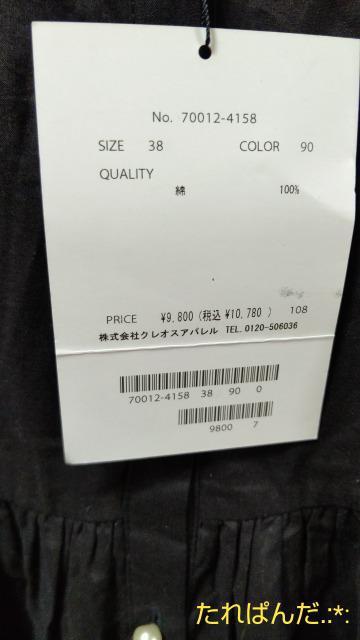 No. 70012-4158
SIZE 38 COLOR 90
QUALITY
綿 100%
PRICE ¥9,800(税込 ¥10,780 ) 108
株式会社クレオスアパレル TEL. 0120-506036
70012-4158 38 90 0
9800 7
たれぱんだ.:*: